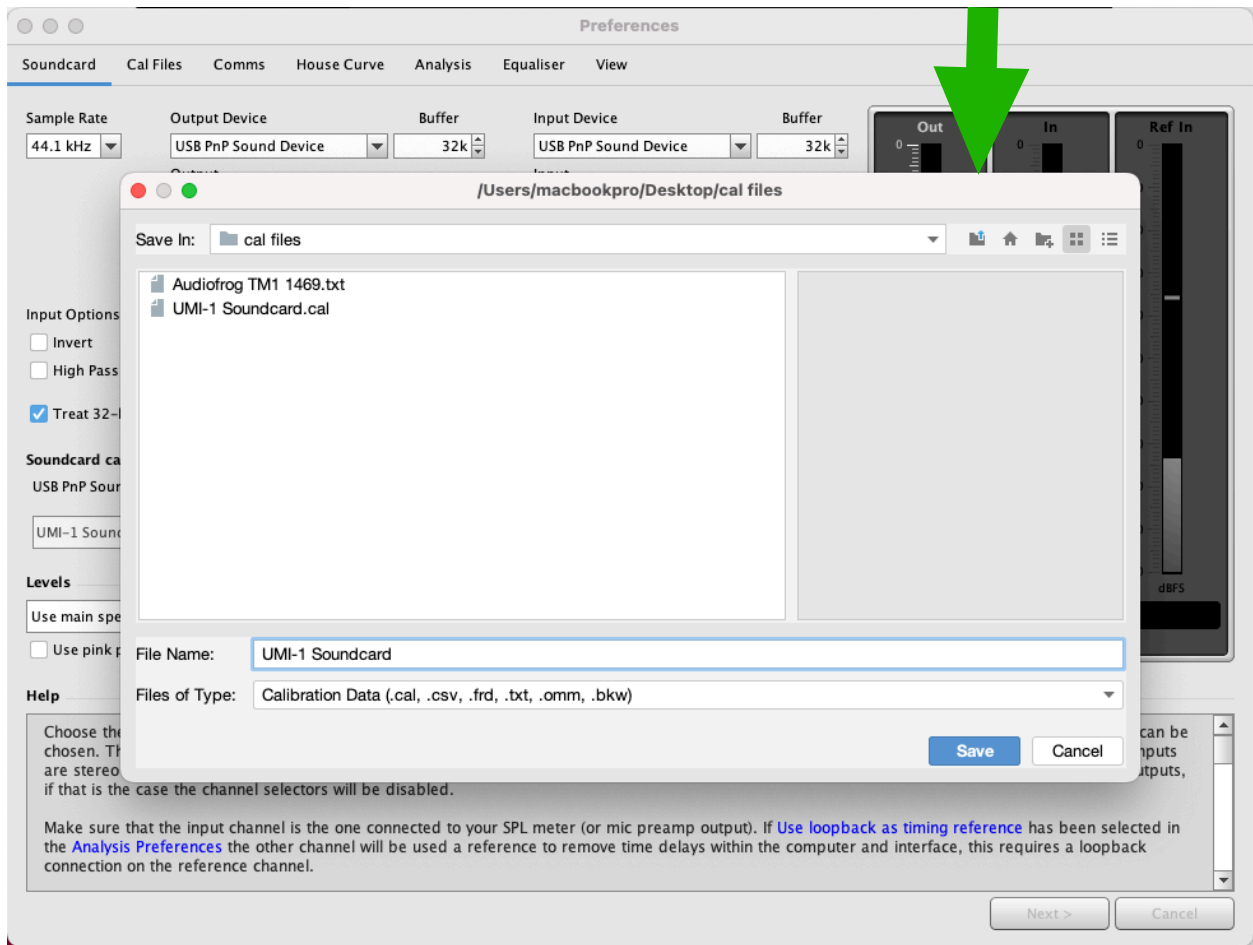 Preferences
Soundcard Cal Files Comms House Curve Analysis Equaliser View
Sample Rate Output Device Buffer Input Device Buffer
44.1 kHz USB PnP Sound Device 32k USB PnP Sound Device 32k
Out In Ref In
0 0 0
/Users/macbookpro/Desktop/cal files
Save In: cal files
Audiofrog TM1 1469.txt
UMI-1 Soundcard.cal
Input Options
Invert
High Pass
Treat 32-
Soundcard ca
USB PnP Sour
UMI-1 Sound
Levels
dBFS
Use main spe
Use pink p
File Name: UMI-1 Soundcard
Files of Type: Calibration Data (.cal, .csv, .frd, .txt, .omm, .bkw)
Save Cancel
Help
Choose the can be
chosen. Th nputs
are stereo utputs,
if that is the case the channel selectors will be disabled.
Make sure that the input channel is the one connected to your SPL meter (or mic preamp output). If Use loopback as timing reference has been selected in
the Analysis Preferences the other channel will be used a reference to remove time delays within the computer and interface, this requires a loopback
connection on the reference channel.
Next > Cancel